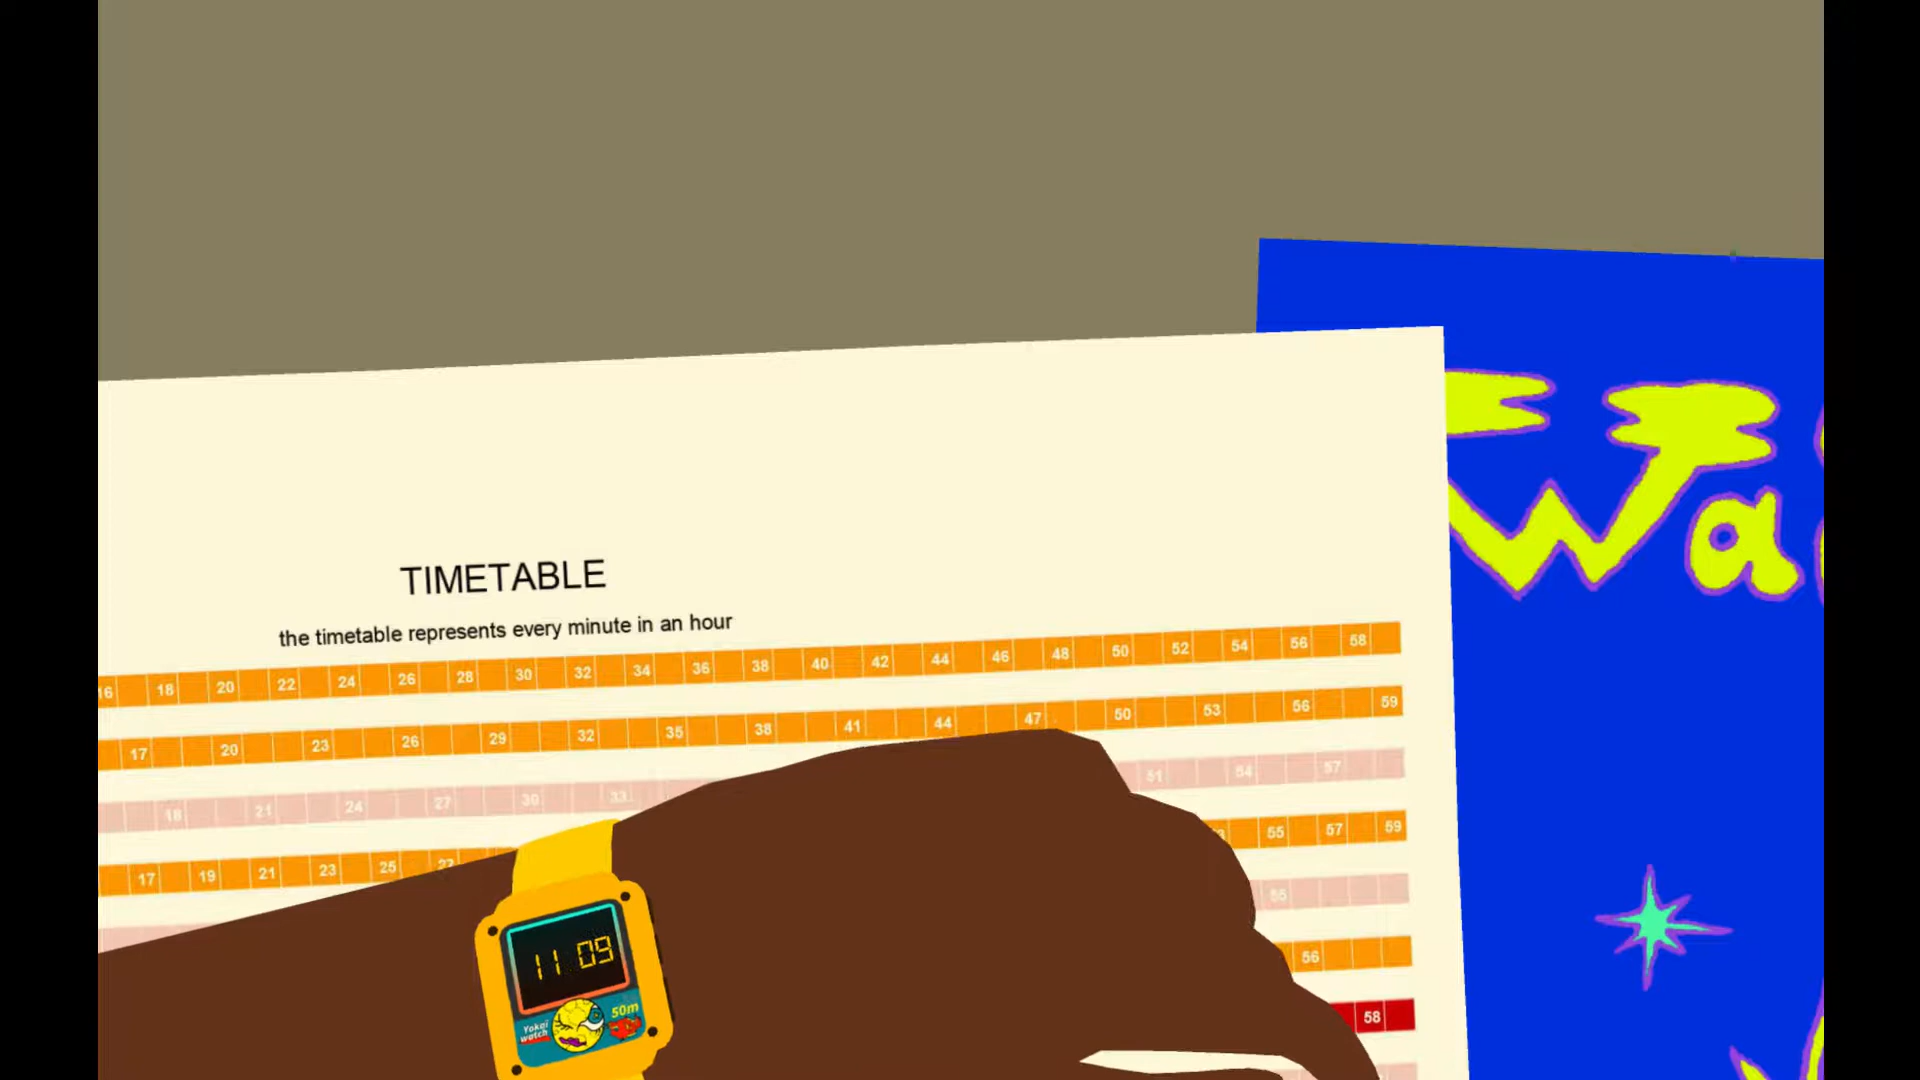 TIMETABLE
the timetable represents every minute in an hour
16 18 20 22 24 26 28 30 32 34 36 38 40 42 44 46 48 50 52 54 56 58
17 20 23 26 29 32 35 38 41 44 47 50 53 56 59
18 21 24 27 30 33 51 54 57
17 19 21 23 25 27 55 57 59
55
56
58
11 09
Yokai
watch
50m
Wa